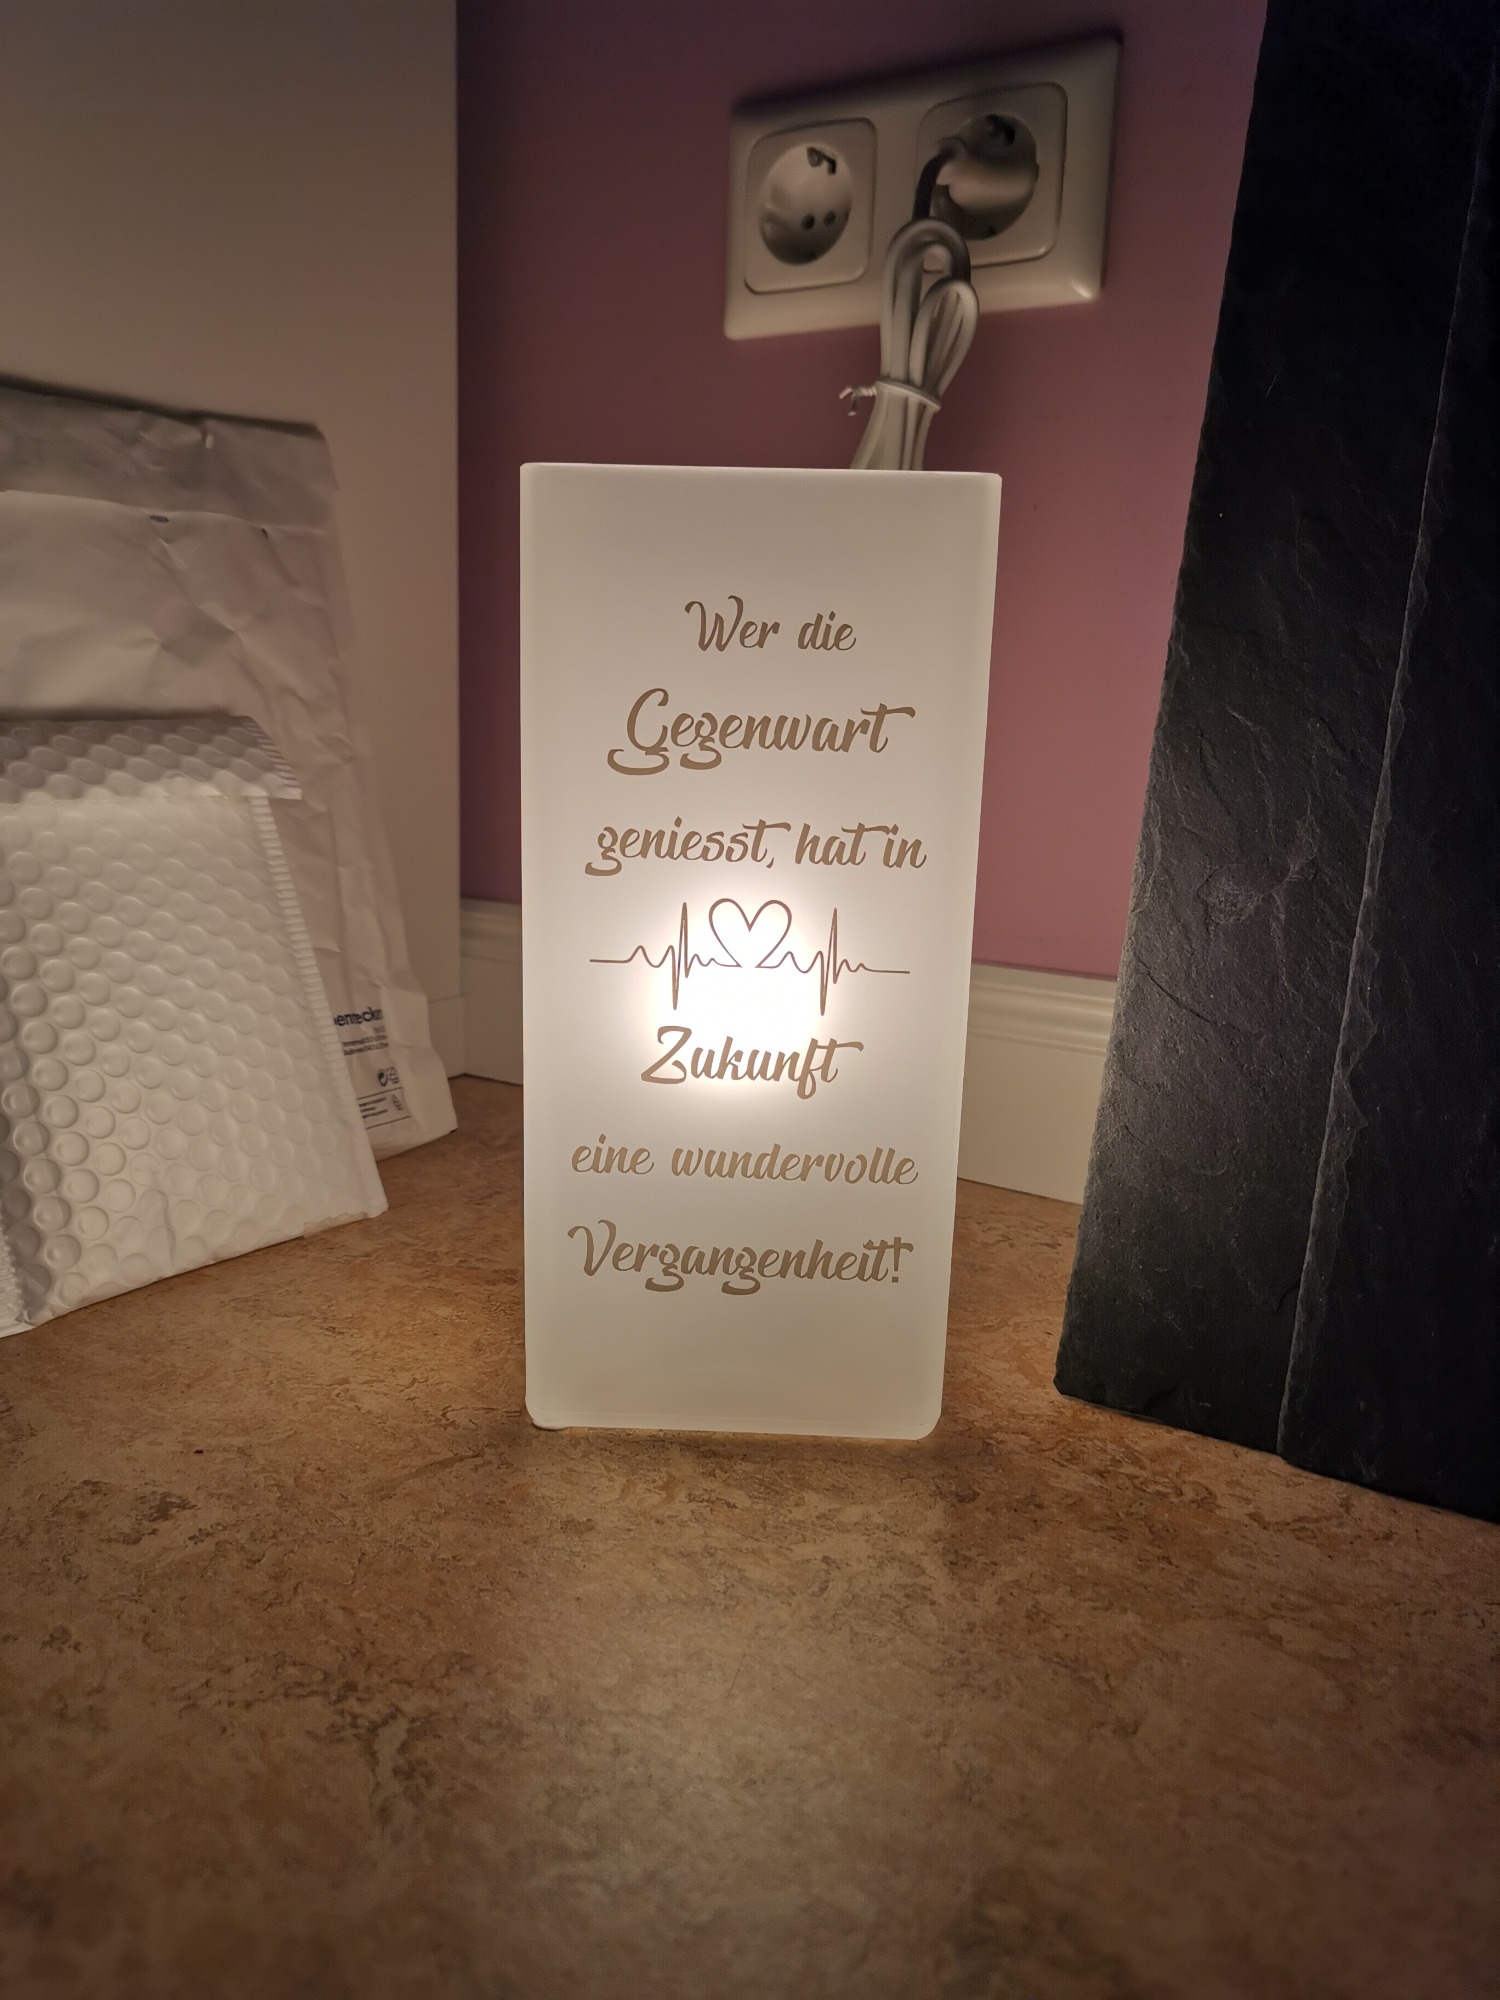 Wer die
Gegenwart
geniesst, hat in
Zukunft
eine wundervolle
Vergangenheit!